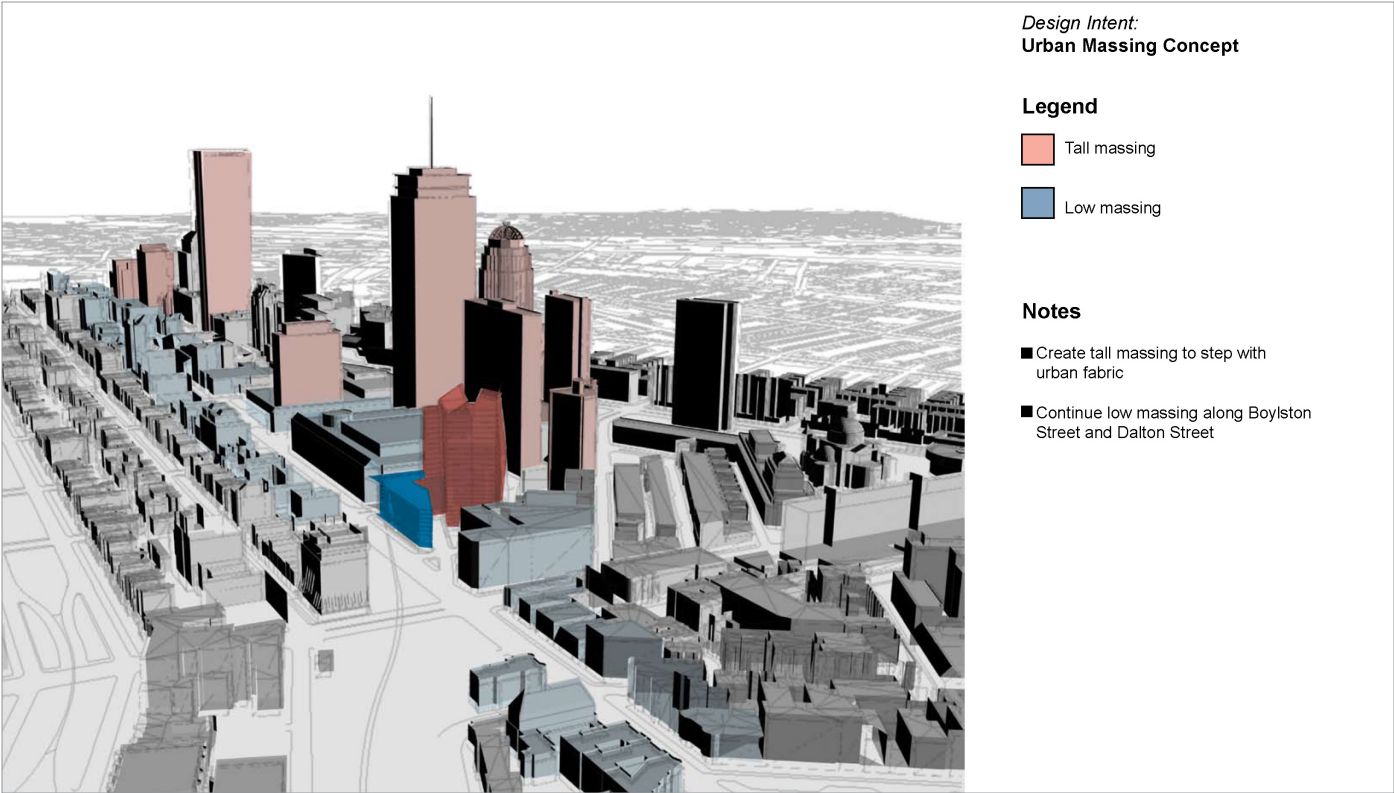 Design Intent:
Urban Massing Concept
Legend
Tall massing
Low massing
Notes
Create tall massing to step with
urban fabric
Continue low massing along Boylston
Street and Dalton Street